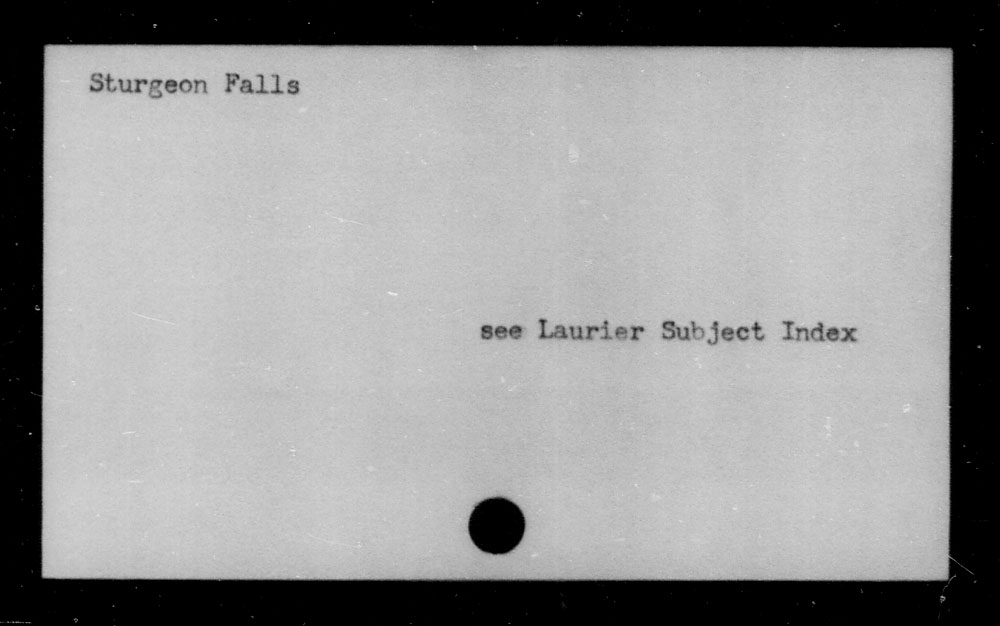 Sturgeon Falls
see Laurier Subject Index